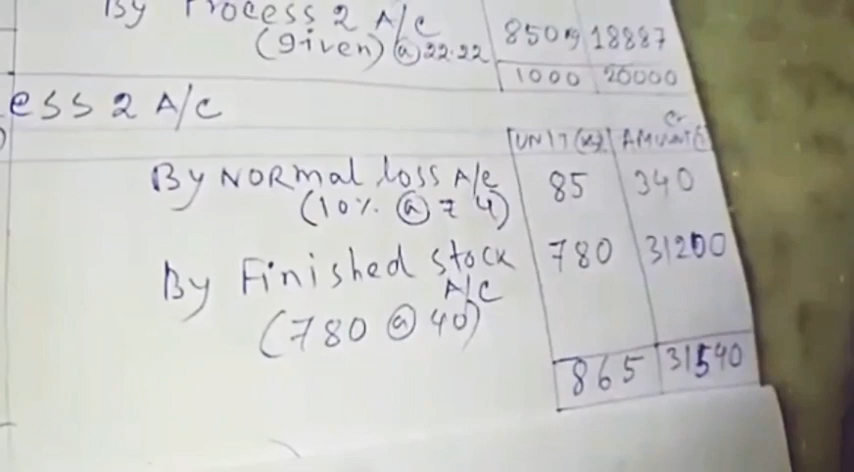 By Process 2 A/C
(given) @ 22.22 850 18887
1000 20000
ess 2 A/C
Cr
UNIT(K) AMOUNT
By NORmal loss A/c 85 340
(10% @ ₹ 4)
By Finished stock 780 31200
A/C
(780 @ 40)
865 31540